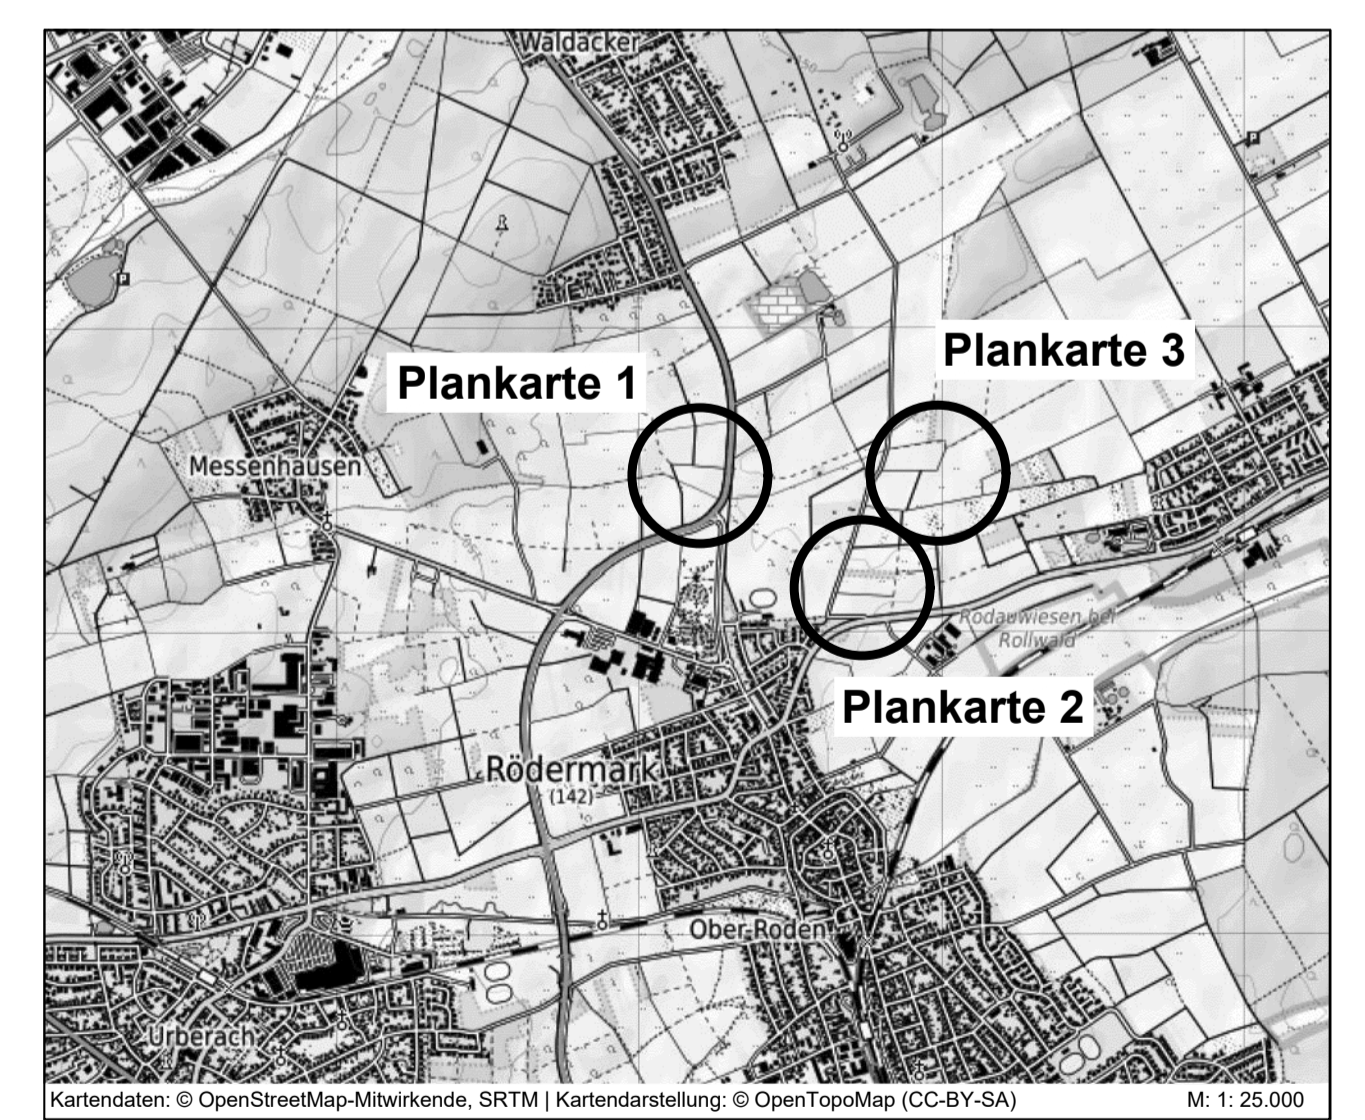 Waldacker
Plankarte 3
Plankarte 1
Messenhausen
Rodauwiesen bei
Rollwald
Plankarte 2
Rödermark
(142)
Ober-Roden
Urberach
Kartendaten: © OpenStreetMap-Mitwirkende, SRTM | Kartendarstellung: © OpenTopoMap (CC-BY-SA) M: 1: 25.000